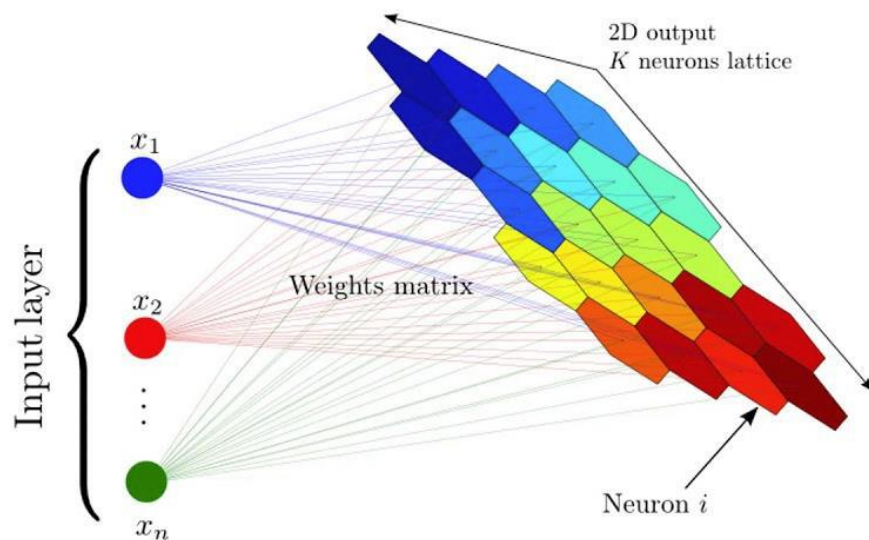 2D output
K neurons lattice
x₁
Input layer
Weights matrix
x₂
⋮
Neuron i
xₙ